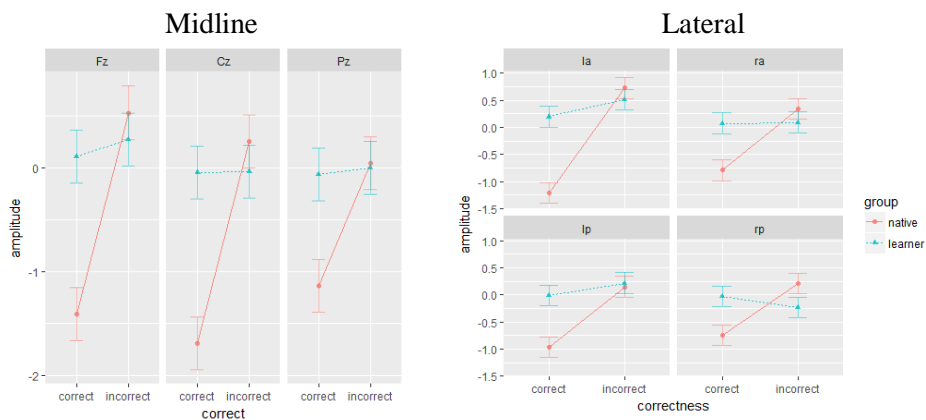 Midline
Lateral
Fz
Cz
Pz
amplitude
0
-1
-2
correct incorrect
correct incorrect
correct incorrect
correct
la
ra
1.0
0.5
0.0
-0.5
-1.0
-1.5
lp
rp
1.0
0.5
0.0
-0.5
-1.0
-1.5
amplitude
correct incorrect
correct incorrect
correctness
group
native
learner